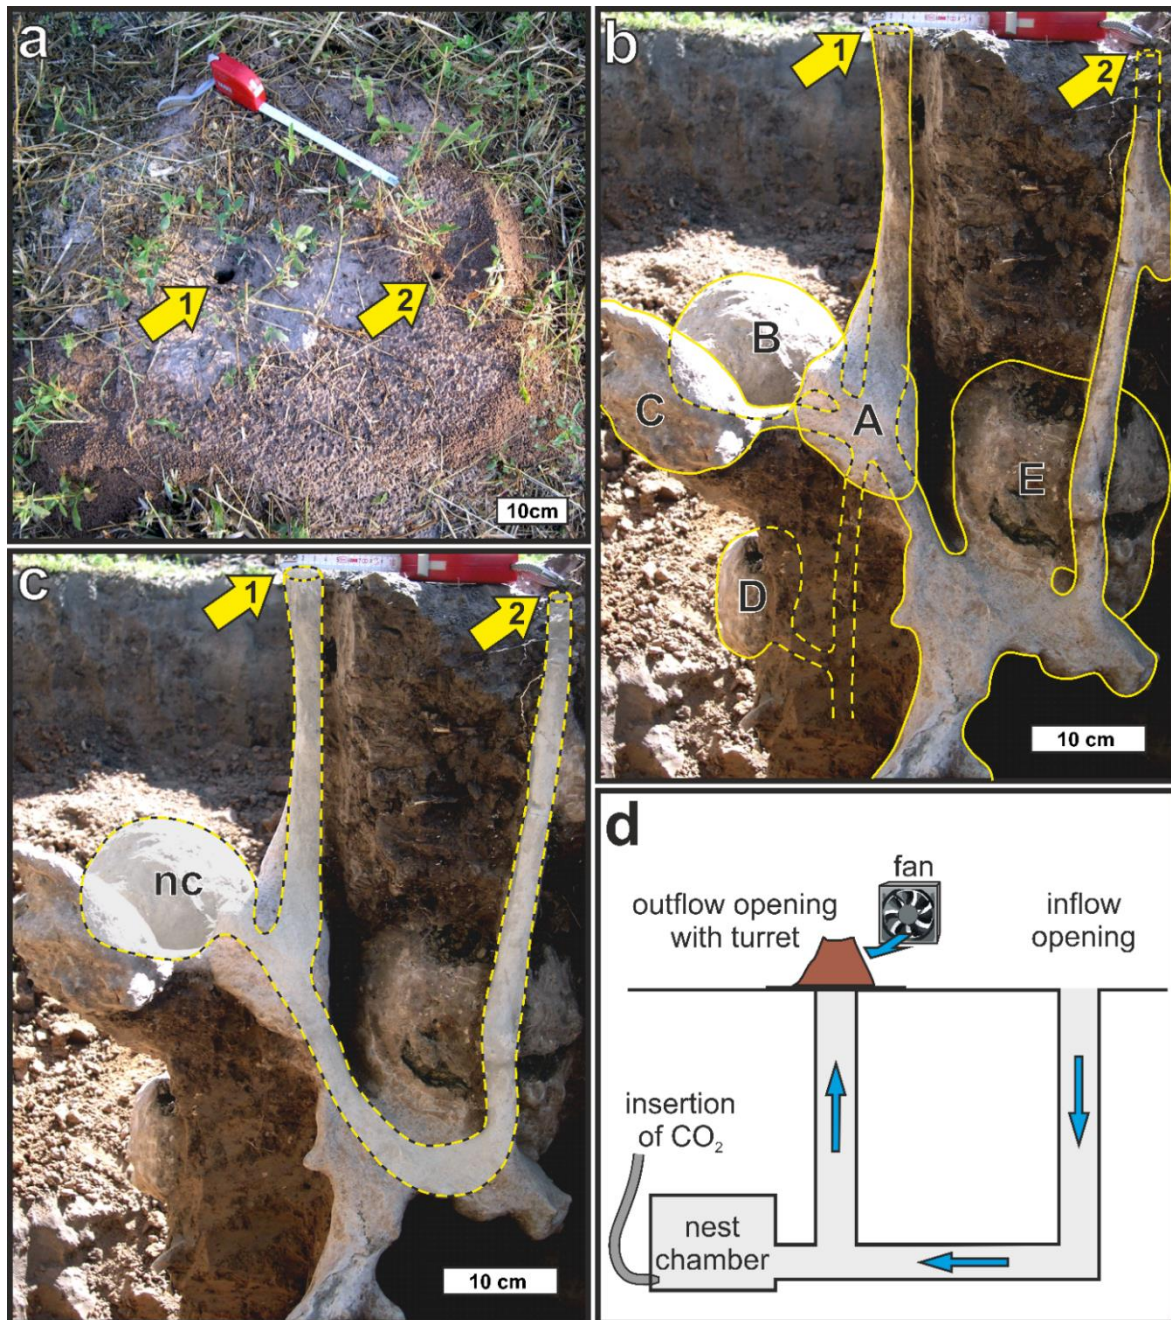 a
1
2
10cm
b
1
2
B
C
A
E
D
10 cm
c
1
2
nc
10 cm
d
fan
outflow opening
with turret
inflow
opening
insertion
of CO₂
nest
chamber